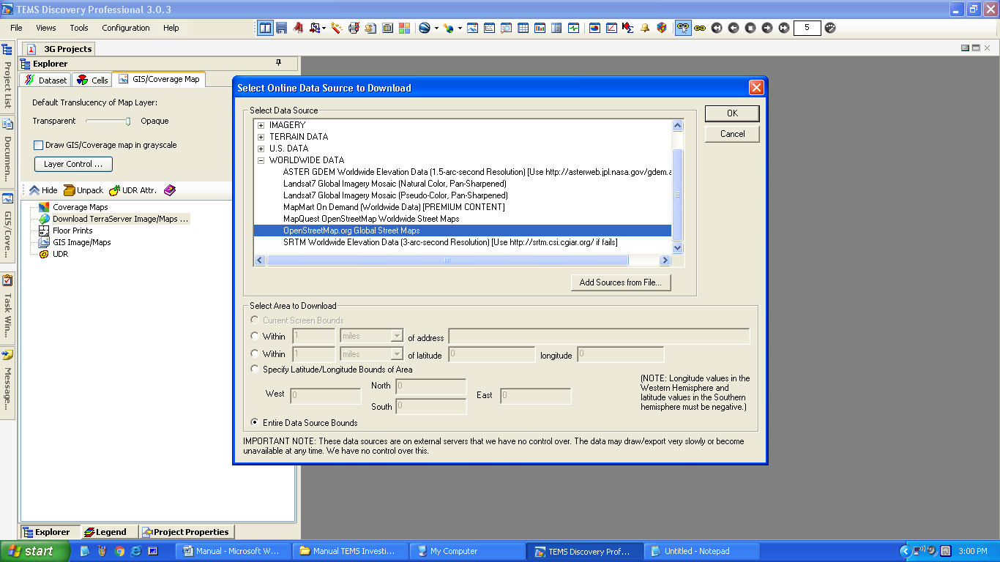 TEMS Discovery Professional 3.0.3
File Views Tools Configuration Help
5
3G Projects
Explorer
Dataset Cells GIS/Coverage Map
Default Translucency of Map Layer:
Transparent Opaque
Draw GIS/Coverage map in grayscale
Layer Control ...
Hide Unpack UDR Attr.
Coverage Maps
Download TerraServer Image/Maps ...
Floor Prints
GIS Image/Maps
UDR
Project List
Documen...
GIS/Cove...
Task Win...
Message...
Select Online Data Source to Download
Select Data Source
IMAGERY
TERRAIN DATA
U.S. DATA
WORLDWIDE DATA
ASTER GDEM Worldwide Elevation Data (1.5-arc-second Resolution) [Use http://asterweb.jpl.nasa.gov/gdem.a
Landsat7 Global Imagery Mosaic (Natural Color, Pan-Sharpened)
Landsat7 Global Imagery Mosaic (Pseudo-Color, Pan-Sharpened)
MapMart On Demand (Worldwide Data) [PREMIUM CONTENT]
MapQuest OpenStreetMap Worldwide Street Maps
OpenStreetMap.org Global Street Maps
SRTM Worldwide Elevation Data (3-arc-second Resolution) [Use http://srtm.csi.cgiar.org/ if fails]
OK
Cancel
Add Sources from File...
Select Area to Download
Current Screen Bounds
Within 1 miles of address
Within 1 miles of latitude 0 longitude 0
Specify Latitude/Longitude Bounds of Area
West 0 North 0 South 0 East 0
(NOTE: Longitude values in the
Western Hemisphere and
latitude values in the Southern
hemisphere must be negative.)
Entire Data Source Bounds
IMPORTANT NOTE: These data sources are on external servers that we have no control over. The data may draw/export very slowly or become
unavailable at any time. We have no control over this.
Explorer Legend Project Properties
start Manual - Microsoft W... Manual TEMS Investi... My Computer TEMS Discovery Prof... Untitled - Notepad 3:00 PM